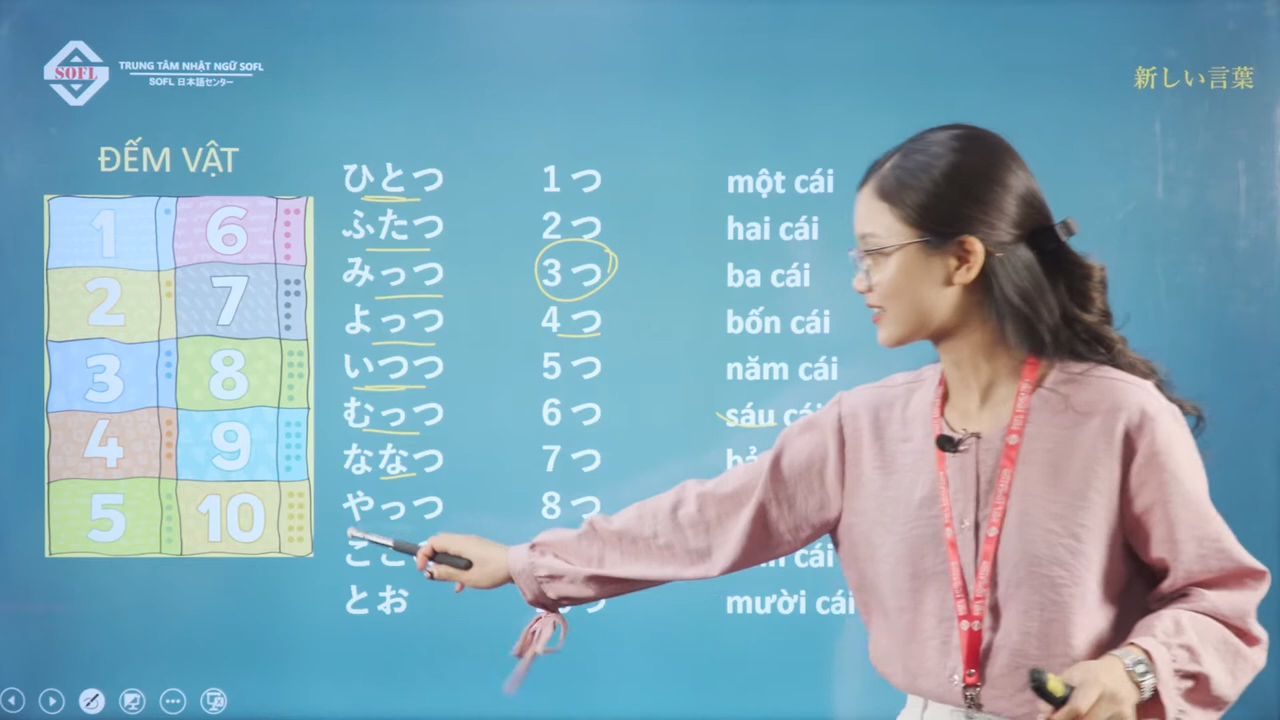 SOFL
TRUNG TÂM NHẬT NGỮ SOFL
SOFL 日本語センター
新しい言葉
ĐẾM VẬT
1 6
2 7
3 8
4 9
5 10
ひとつ 1つ một cái
ふたつ 2つ hai cái
みっつ 3つ ba cái
よっつ 4つ bốn cái
いつつ 5つ năm cái
むっつ 6つ sáu
ななつ 7つ
やっつ 8つ
cái
とお つ mười cái